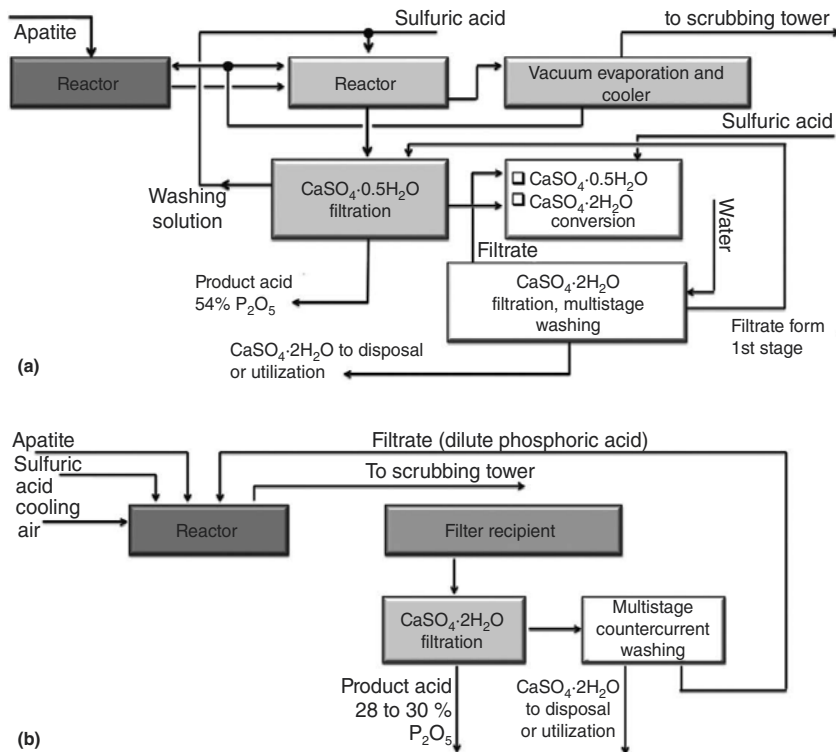 Apatite
Sulfuric acid
to scrubbing tower
Reactor
Reactor
Vacuum evaporation and
cooler
Sulfuric acid
CaSO₄·0.5H₂O
filtration
❑ CaSO₄·0.5H₂O
❑ CaSO₄·2H₂O
conversion
Washing
solution
Water
Filtrate
Product acid
54% P₂O₅
CaSO₄·2H₂O
filtration, multistage
washing
Filtrate form
1st stage
CaSO₄·2H₂O to disposal
or utilization
(a)
Apatite
Sulfuric
acid
cooling
air
Filtrate (dilute phosphoric acid)
To scrubbing tower
Reactor
Filter recipient
CaSO₄·2H₂O
filtration
Multistage
countercurrent
washing
Product acid
28 to 30 %
P₂O₅
CaSO₄·2H₂O
to disposal
or utilization
(b)